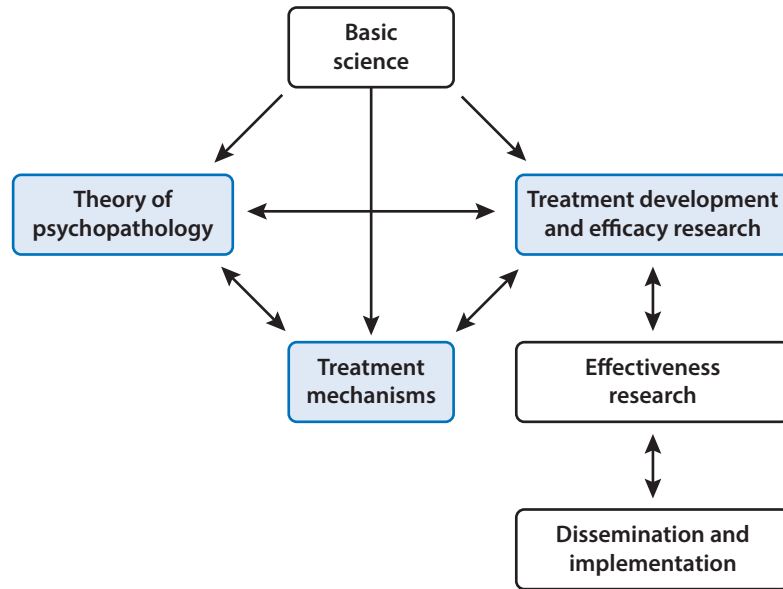 Basic
science
Theory of
psychopathology
Treatment development
and efficacy research
Treatment
mechanisms
Effectiveness
research
Dissemination and
implementation